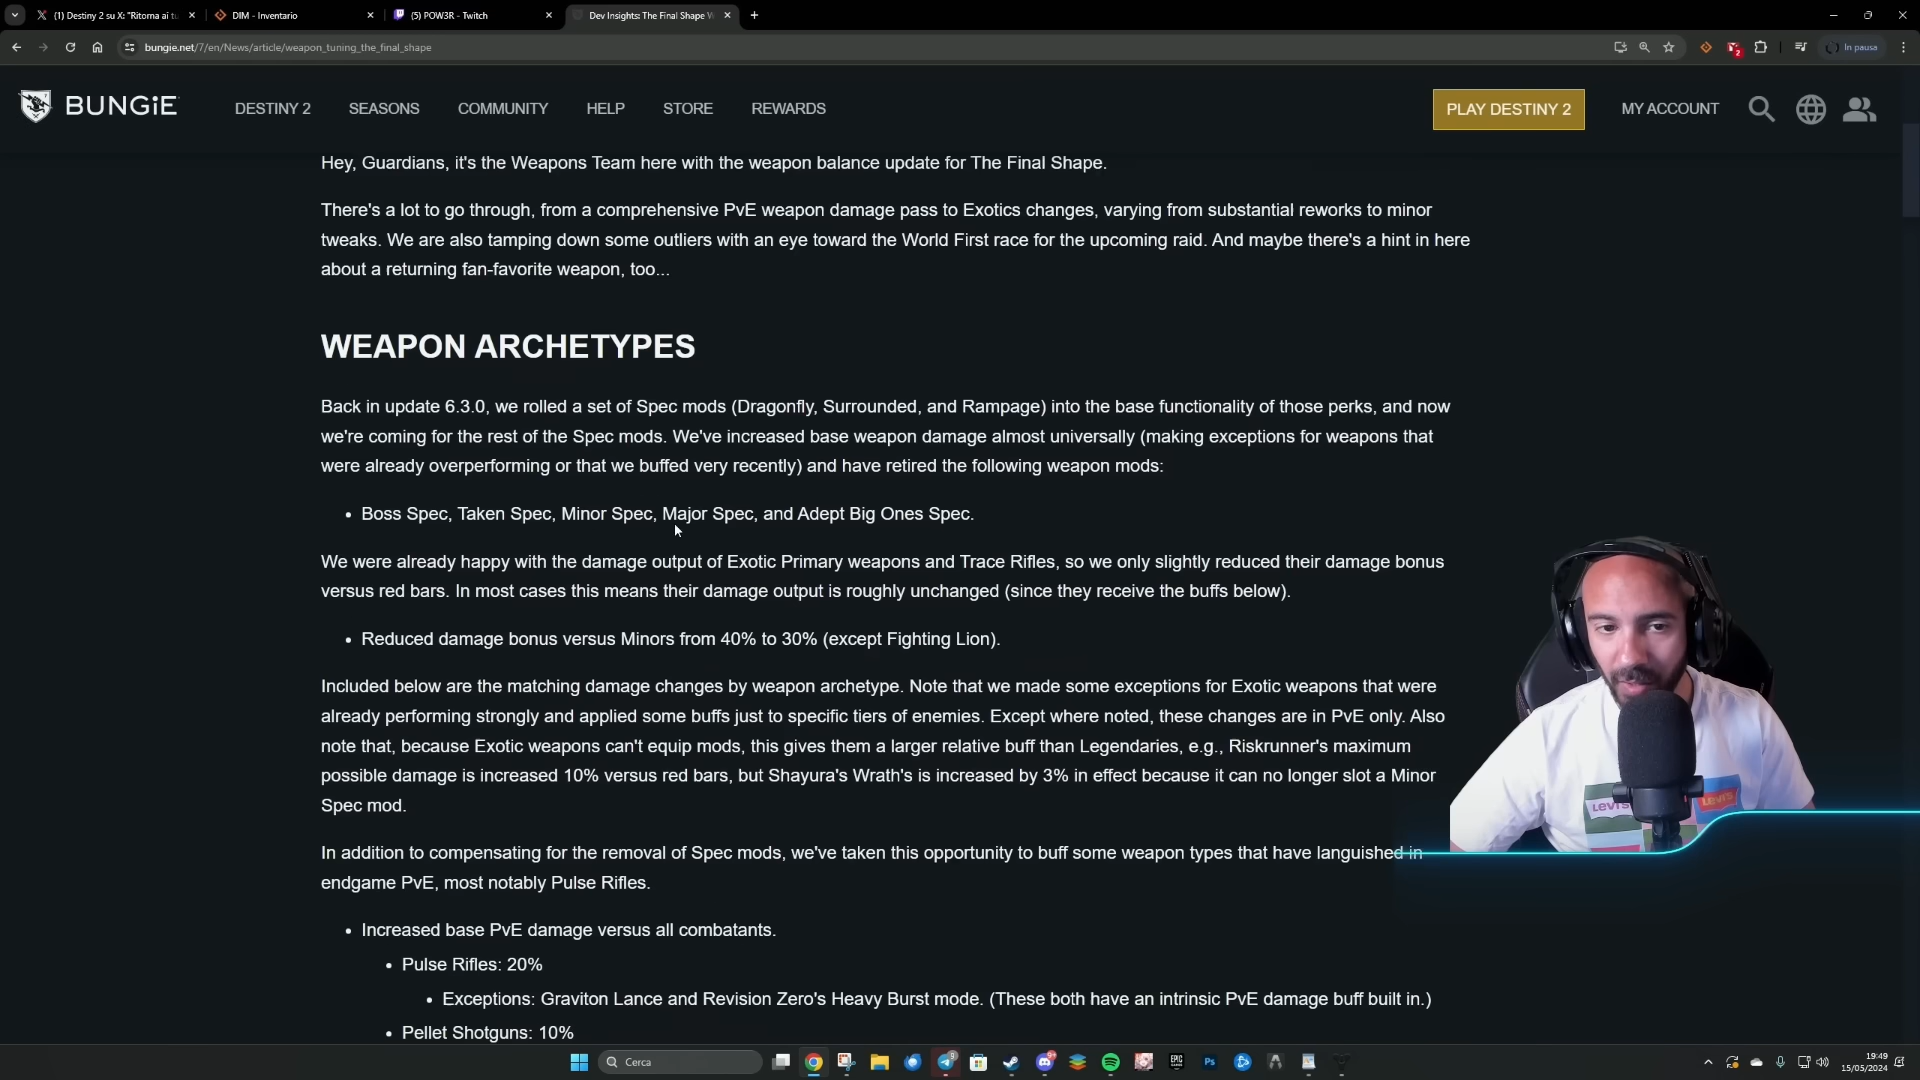 (1) Destiny 2 su X: "Ritorna ai tu
DIM - Inventario
(5) POW3R - Twitch
Dev Insights: The Final Shape W
bungie.net/7/en/News/article/weapon_tuning_the_final_shape
2
In pausa
BUNGiE
DESTINY 2
SEASONS
COMMUNITY
HELP
STORE
REWARDS
PLAY DESTINY 2
MY ACCOUNT
Hey, Guardians, it's the Weapons Team here with the weapon balance update for The Final Shape.
There's a lot to go through, from a comprehensive PvE weapon damage pass to Exotics changes, varying from substantial reworks to minor
tweaks. We are also tamping down some outliers with an eye toward the World First race for the upcoming raid. And maybe there's a hint in here
about a returning fan-favorite weapon, too...
WEAPON ARCHETYPES
Back in update 6.3.0, we rolled a set of Spec mods (Dragonfly, Surrounded, and Rampage) into the base functionality of those perks, and now
we're coming for the rest of the Spec mods. We've increased base weapon damage almost universally (making exceptions for weapons that
were already overperforming or that we buffed very recently) and have retired the following weapon mods:
• Boss Spec, Taken Spec, Minor Spec, Major Spec, and Adept Big Ones Spec.
We were already happy with the damage output of Exotic Primary weapons and Trace Rifles, so we only slightly reduced their damage bonus
versus red bars. In most cases this means their damage output is roughly unchanged (since they receive the buffs below).
• Reduced damage bonus versus Minors from 40% to 30% (except Fighting Lion).
Included below are the matching damage changes by weapon archetype. Note that we made some exceptions for Exotic weapons that were
already performing strongly and applied some buffs just to specific tiers of enemies. Except where noted, these changes are in PvE only. Also
note that, because Exotic weapons can't equip mods, this gives them a larger relative buff than Legendaries, e.g., Riskrunner's maximum
possible damage is increased 10% versus red bars, but Shayura's Wrath's is increased by 3% in effect because it can no longer slot a Minor
Spec mod.
In addition to compensating for the removal of Spec mods, we've taken this opportunity to buff some weapon types that have languished in
endgame PvE, most notably Pulse Rifles.
• Increased base PvE damage versus all combatants.
• Pulse Rifles: 20%
• Exceptions: Graviton Lance and Revision Zero's Heavy Burst mode. (These both have an intrinsic PvE damage buff built in.)
• Pellet Shotguns: 10%
LEVI'S
LEVI'S
Cerca
19:49
15/05/2024